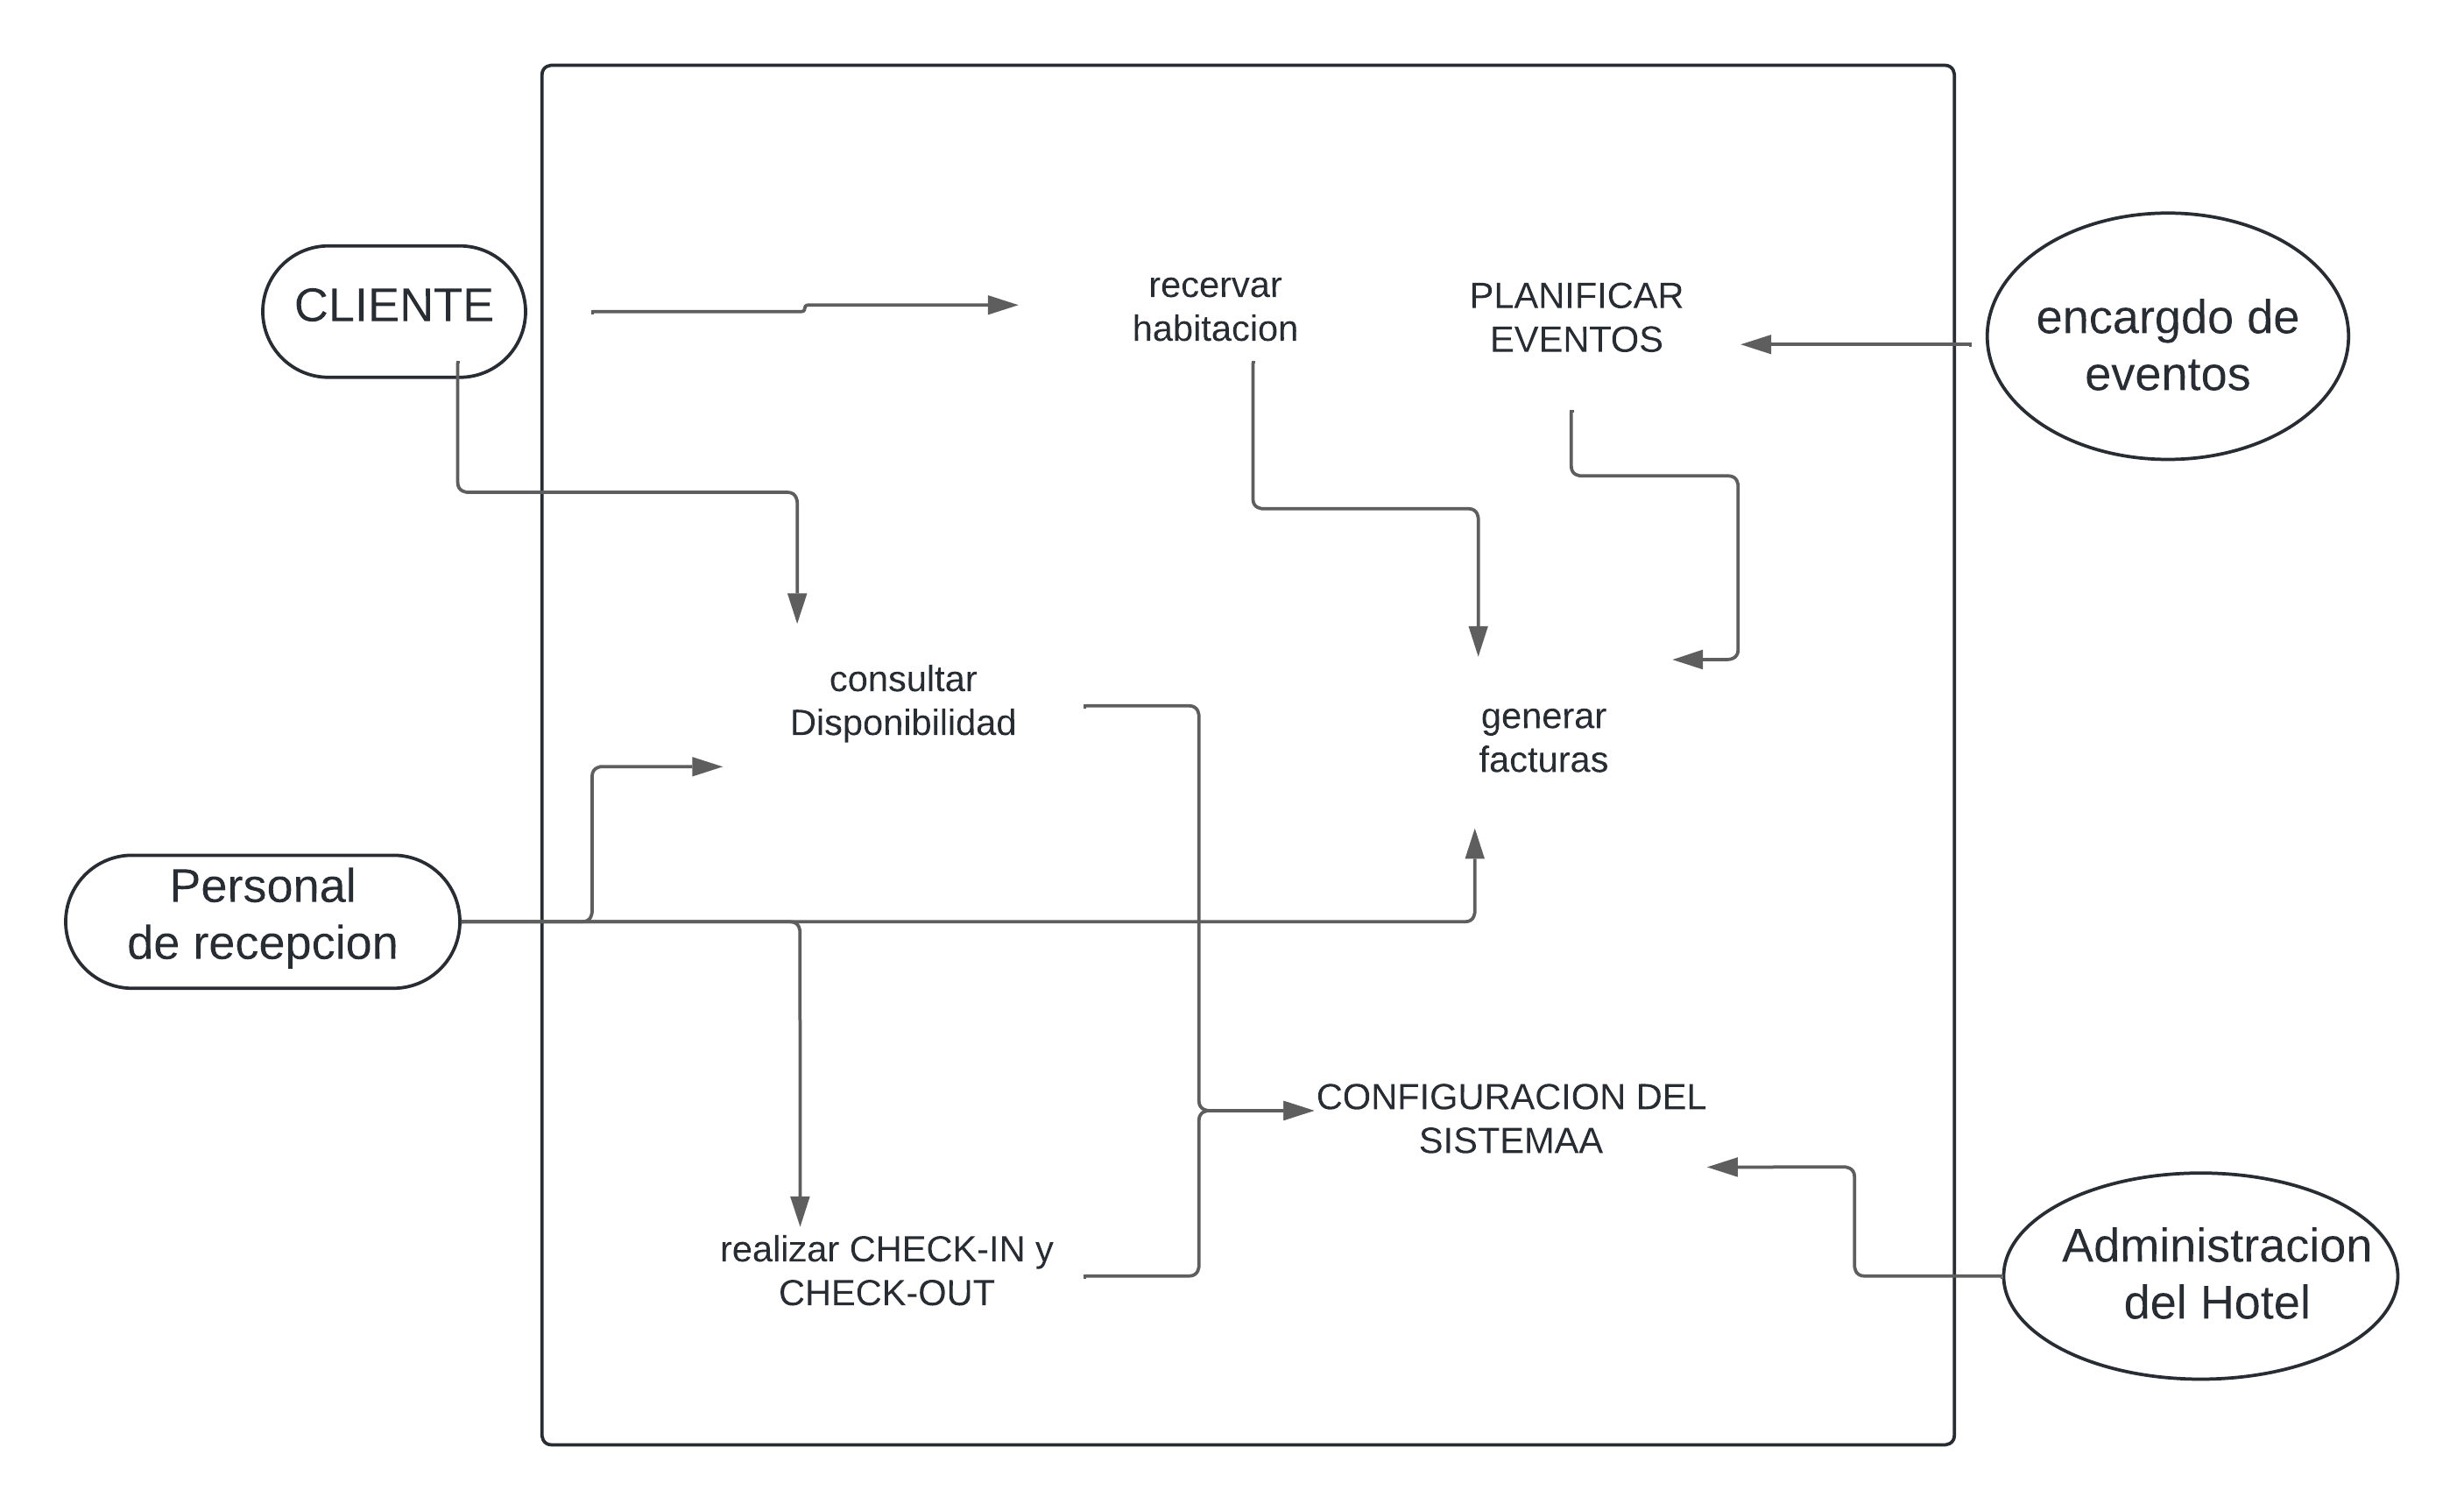 CLIENTE
recervar
habitacion
PLANIFICAR
EVENTOS
encargdo de
eventos
consultar
Disponibilidad
generar
facturas
Personal
de recepcion
CONFIGURACION DEL
SISTEMAA
realizar CHECK-IN y
CHECK-OUT
Administracion
del Hotel